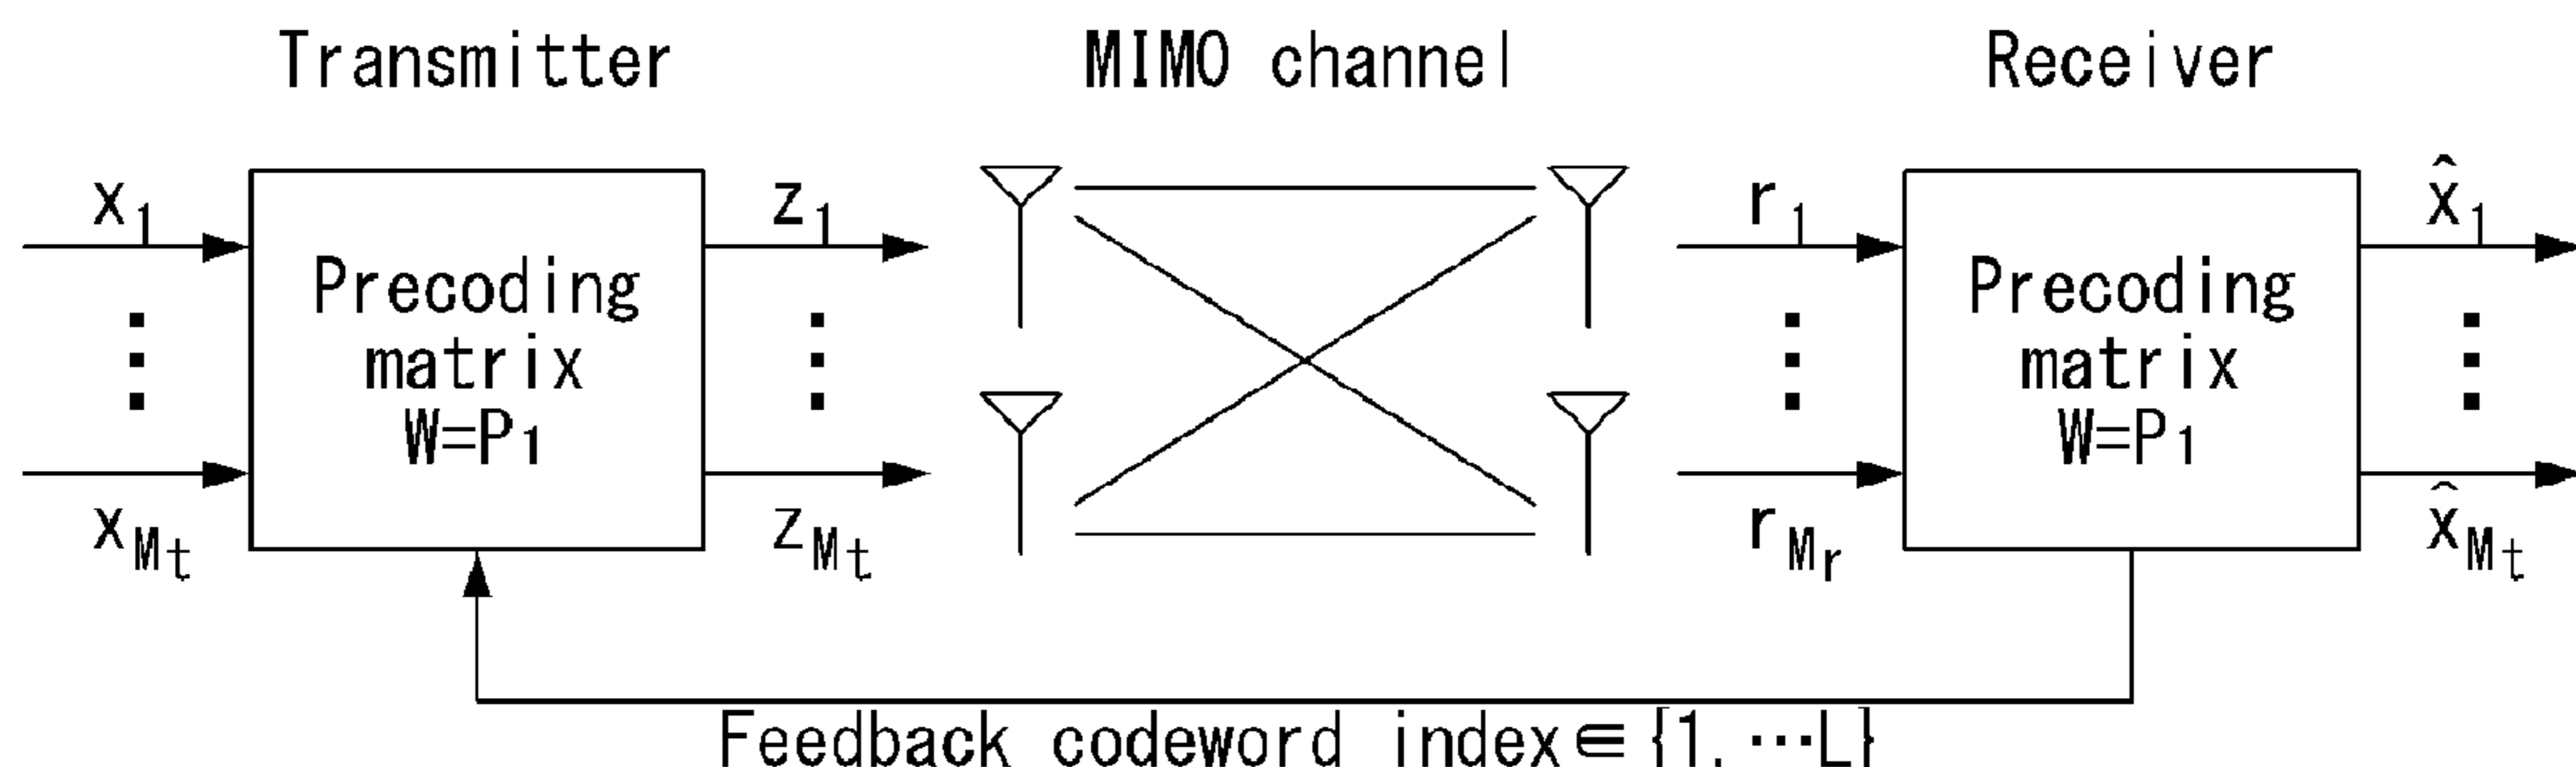 Transmitter
MIMO channel
Receiver
x1
z1
r1
x̂1
Precoding
matrix
W=P1
Precoding
matrix
W=P1
xMt
zMt
rMr
x̂Mt
Feedback codeword index∈{1, ···L}